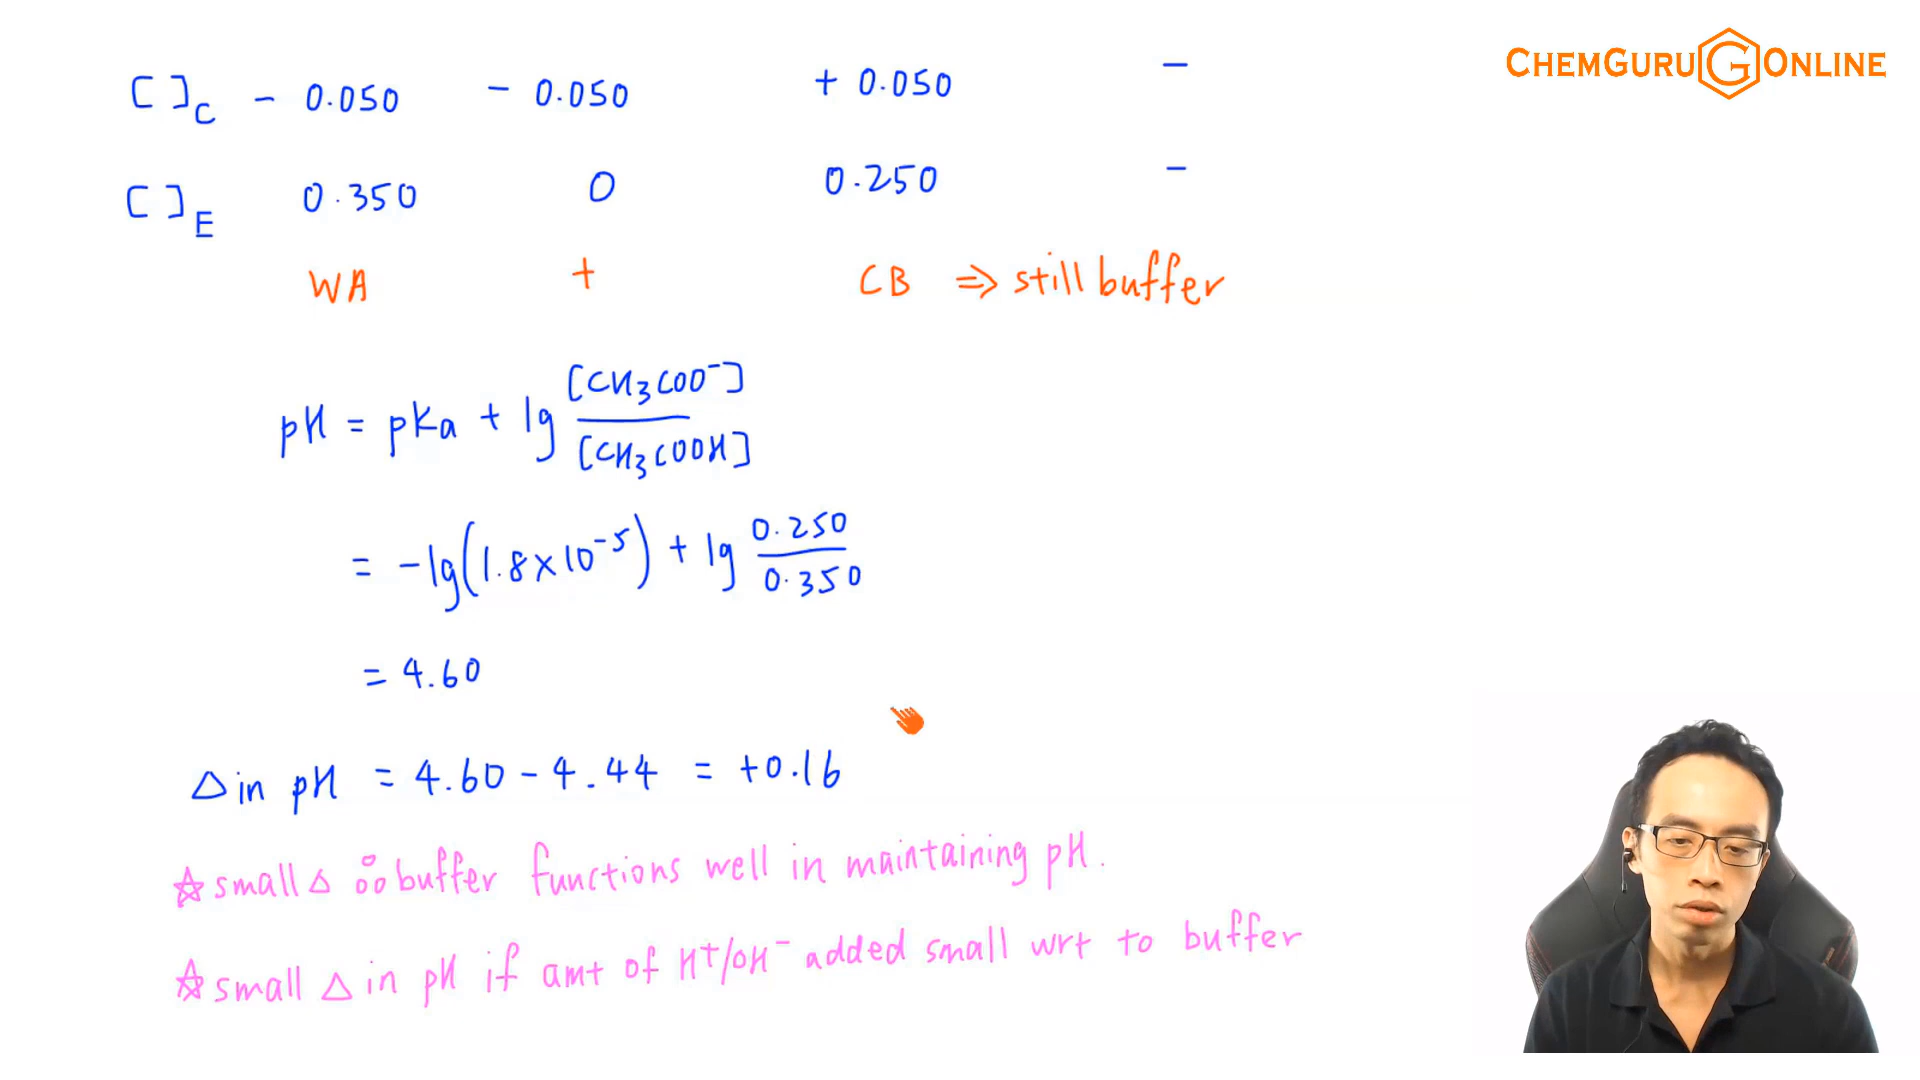 CHEMGURU G ONLINE
[ ]C - 0.050 - 0.050 + 0.050 -
[ ]E 0.350 0 0.250 -
WA + CB ⇒ still buffer
pH = pKa + lg [CH₃COO⁻] / [CH₃COOH]
= -lg(1.8×10⁻⁵) + lg 0.250 / 0.350
= 4.60
△ in pH = 4.60 - 4.44 = +0.16
☆ small △ ∴ buffer functions well in maintaining pH.
☆ small △ in pH if amt of H⁺/OH⁻ added small wrt to buffer